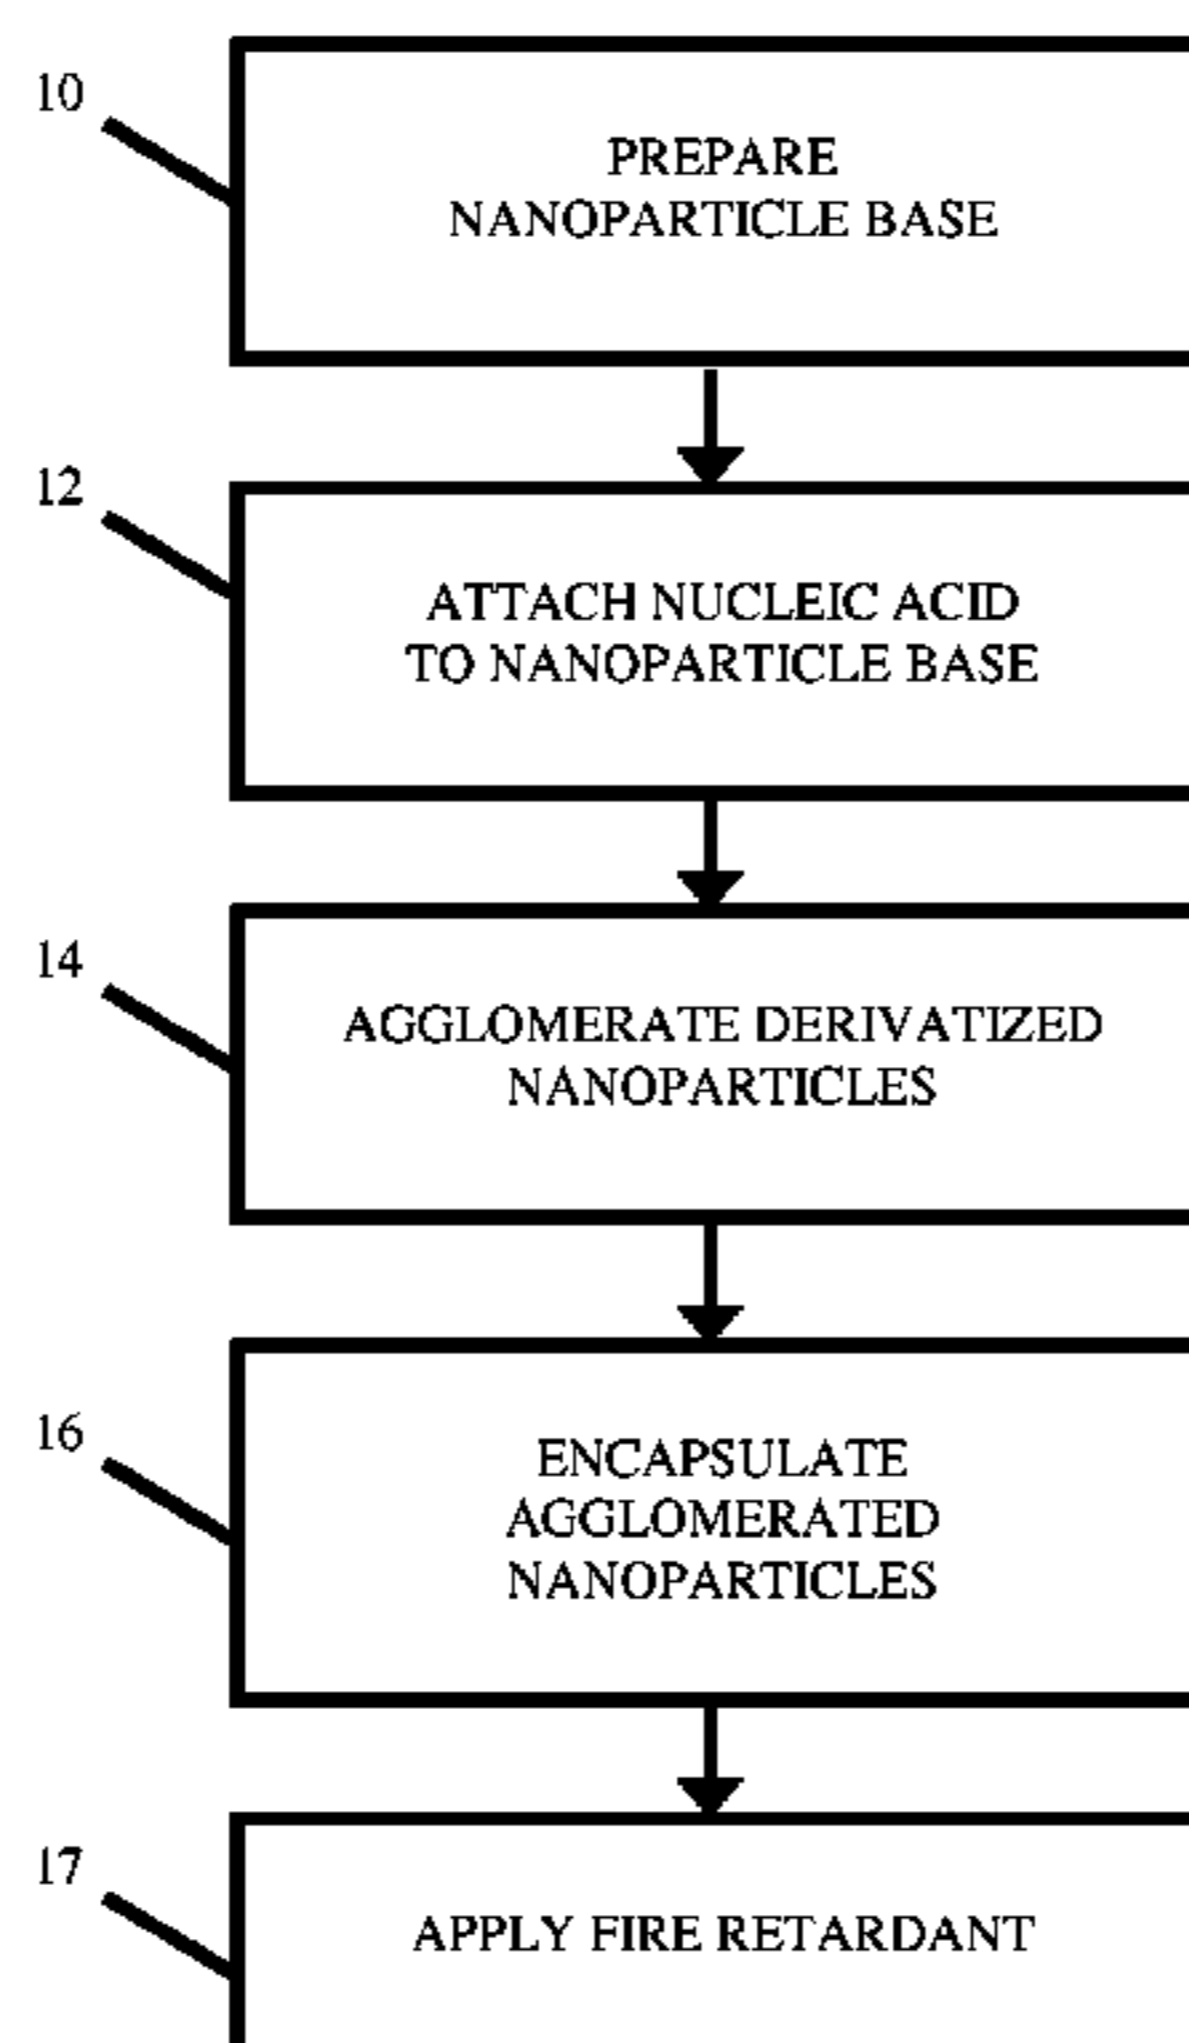 10
PREPARE
NANOPARTICLE BASE
12
ATTACH NUCLEIC ACID
TO NANOPARTICLE BASE
14
AGGLOMERATE DERIVATIZED
NANOPARTICLES
16
ENCAPSULATE
AGGLOMERATED
NANOPARTICLES
17
APPLY FIRE RETARDANT